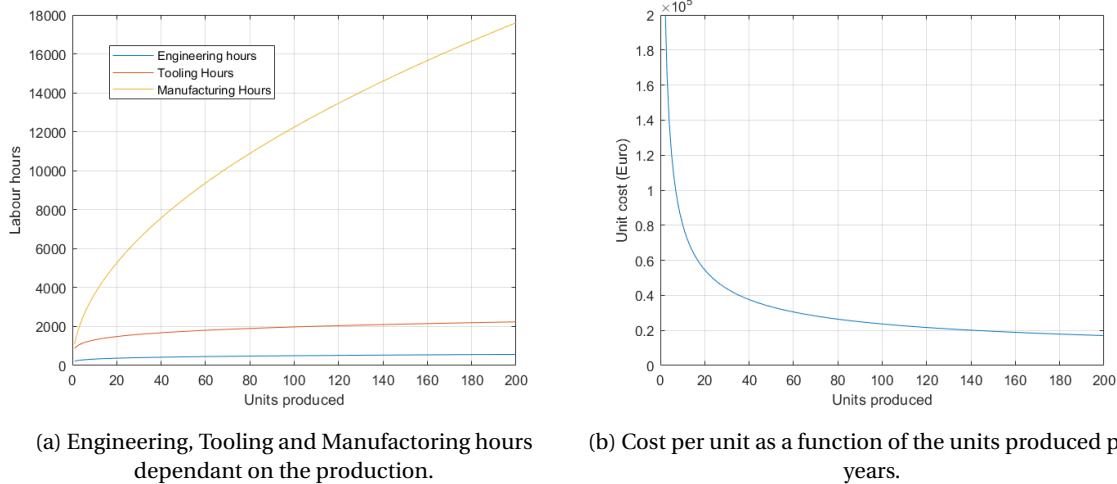 18000
16000
14000
12000
10000
8000
6000
4000
2000
0
Labour hours
Engineering hours
Tooling Hours
Manufacturing Hours
0 20 40 60 80 100 120 140 160 180 200
Units produced
(a) Engineering, Tooling and Manufactoring hours
dependant on the production.
×10⁵
2
1.8
1.6
1.4
1.2
1
0.8
0.6
0.4
0.2
0
Unit cost (Euro)
0 20 40 60 80 100 120 140 160 180 200
Units produced
(b) Cost per unit as a function of the units produced p
years.